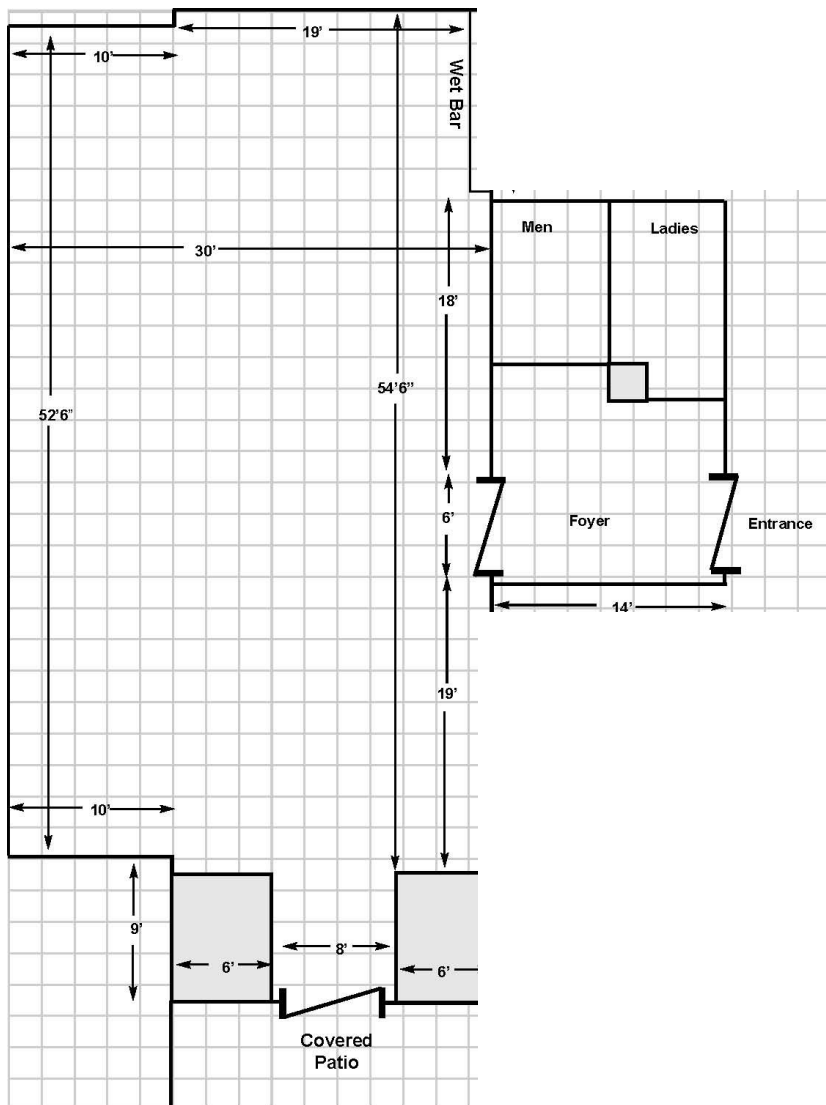 19'
10'
Wet Bar
Men
Ladies
30'
18'
54'6"
52'6"
6'
Foyer
Entrance
14'
19'
10'
9'
8'
6'
6'
Covered
Patio